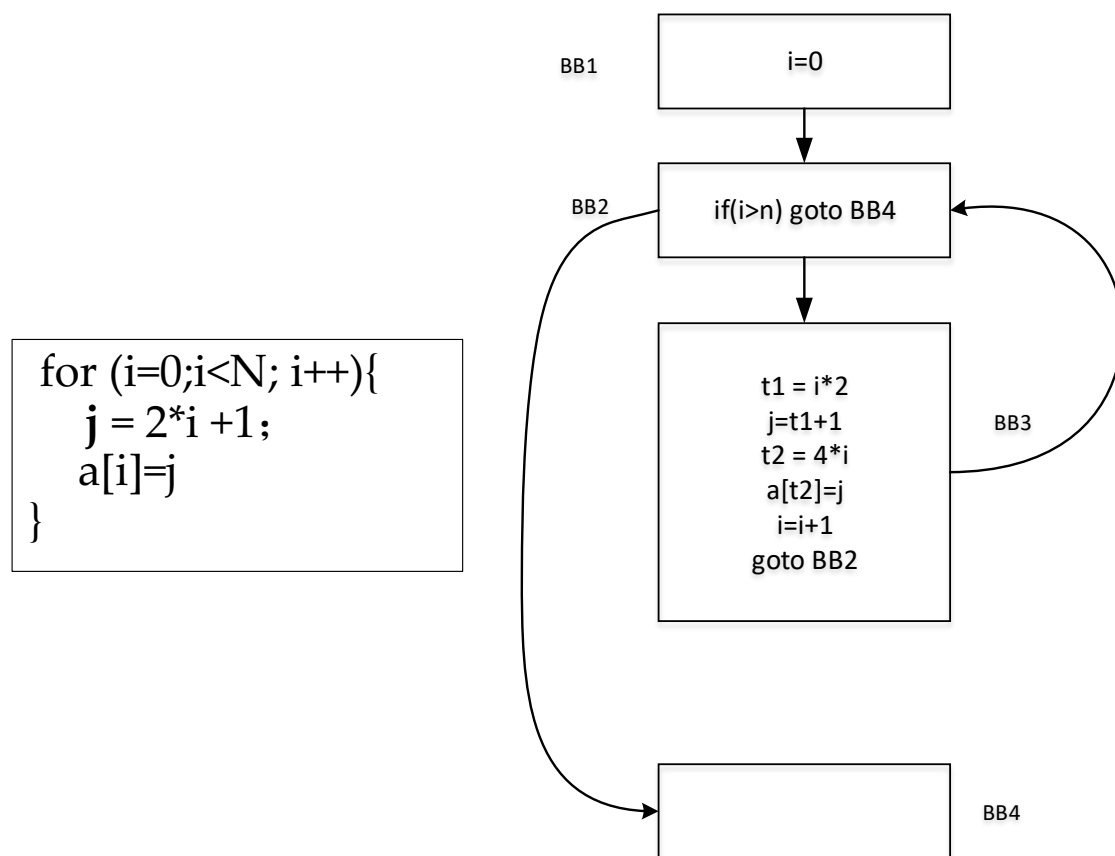 for (i=0;i<N; i++){
j = 2*i +1；
a[i]=j
}
BB1
i=0
BB2
if(i>n) goto BB4
t1 = i*2
j=t1+1
t2 = 4*i
a[t2]=j
i=i+1
goto BB2
BB3
BB4